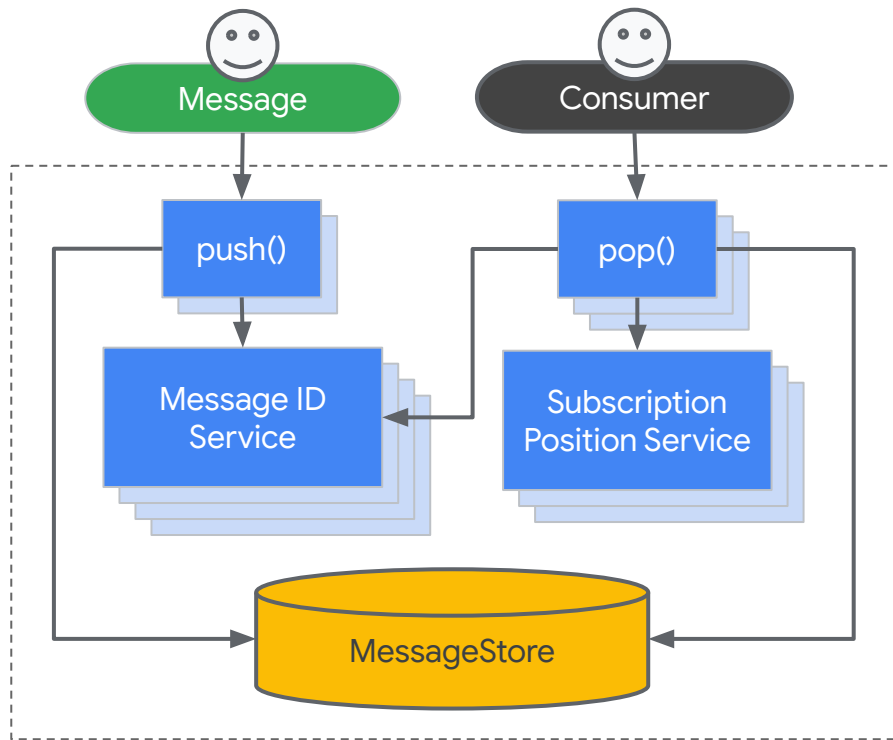 Message
Consumer
push()
pop()
Message ID
Service
Subscription
Position Service
MessageStore